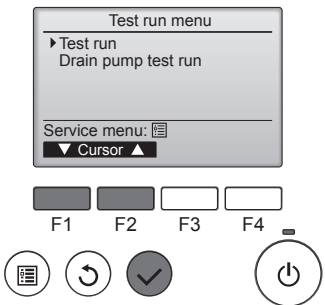 Test run menu
Test run
Drain pump test run
Service menu:
Cursor
F1 F2 F3 F4